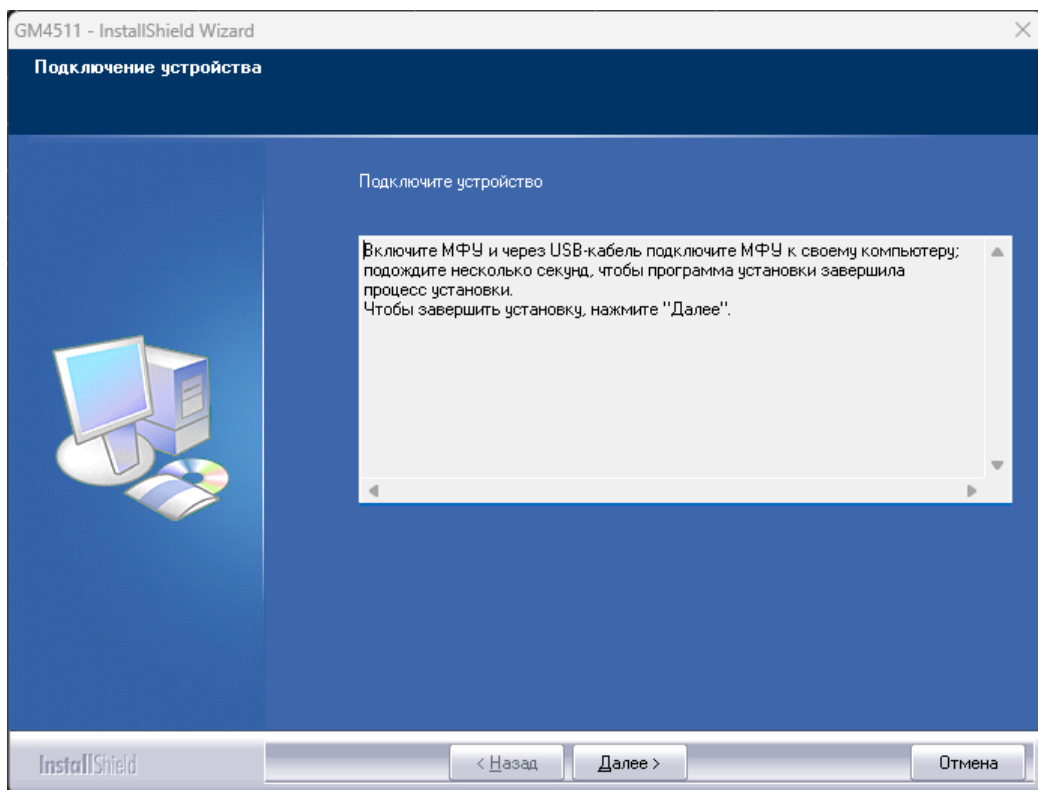 GM4511 - InstallShield Wizard
Подключение устройства
Подключите устройство
Включите МФУ и через USB-кабель подключите МФУ к своему компьютеру;
подождите несколько секунд, чтобы программа установки завершила
процесс установки.
Чтобы завершить установку, нажмите "Далее".
InstallShield
< Назад
Далее >
Отмена